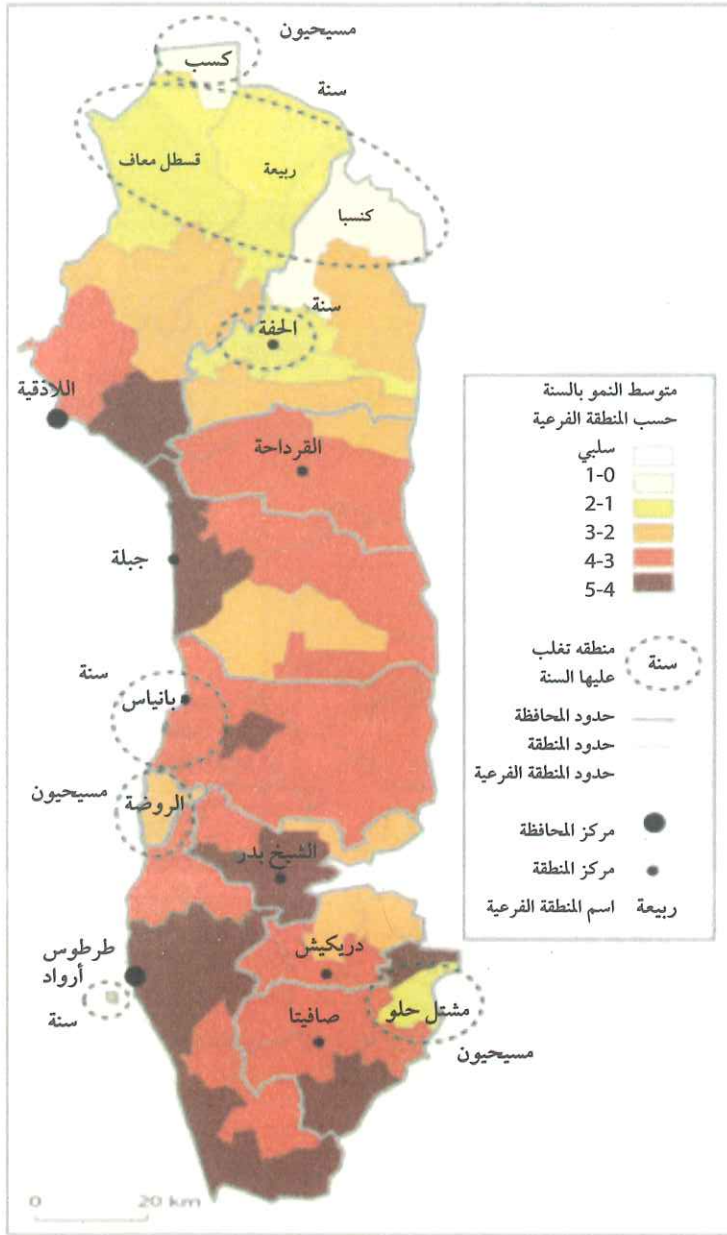 مسيحيون
كسب
سنة
قسطل معاف
ربيعة
كنسبا
سنة
الحفة
اللاذقية
القرداحة
جبلة
سنة
بانياس
مسيحيون
الروضة
الشيخ بدر
طرطوس
أرواد
سنة
دريكيش
صافيتا
مشتل حلو
مسيحيون
0 20 km
متوسط النمو بالسنة
حسب المنطقة الفرعية
سلبي
1-0
2-1
3-2
4-3
5-4
سنة
منطقه تغلب
عليها السنة
حدود المحافظة
حدود المنطقة
حدود المنطقة الفرعية
مركز المحافظة
مركز المنطقة
ربيعة اسم المنطقة الفرعية